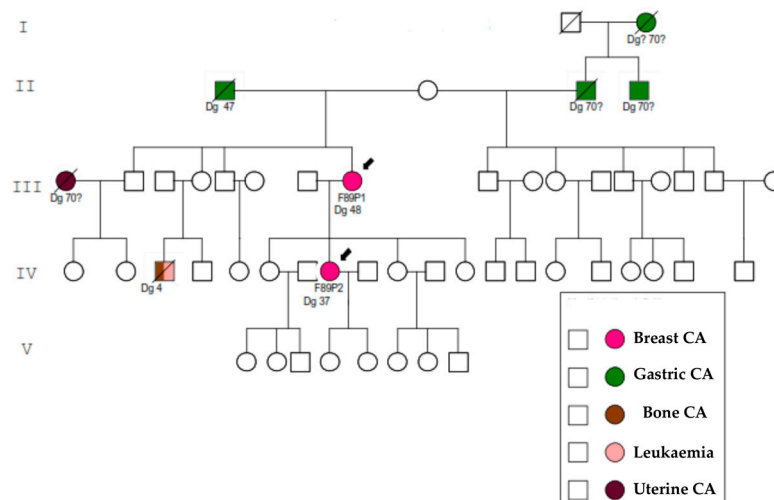 I
Dg? 70?
II
Dg 47
Dg 70?
Dg 70?
III
Dg 70?
F89P1
Dg 48
IV
Dg 4
F89P2
Dg 37
V
Breast CA
Gastric CA
Bone CA
Leukaemia
Uterine CA